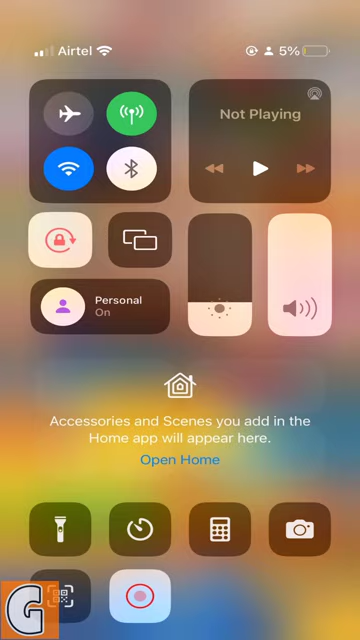 Airtel
5%
Not Playing
Personal
On
Accessories and Scenes you add in the
Home app will appear here.
Open Home
G